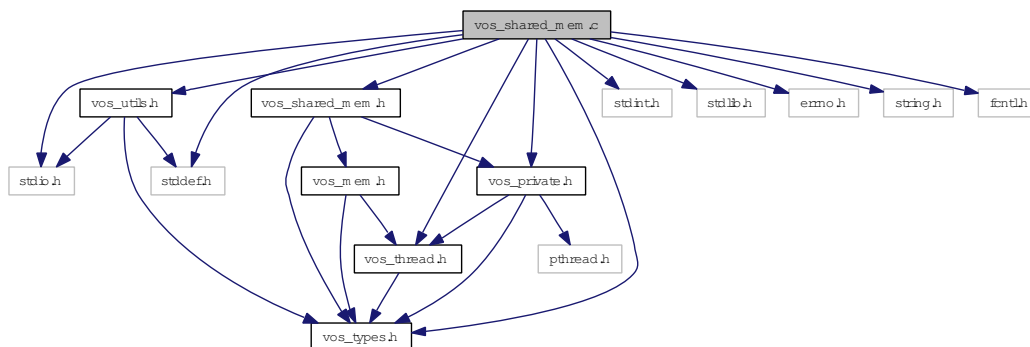 vos_shared_mem.c
vos_utils.h
vos_shared_mem.h
stdint.h
stdlib.h
errno.h
string.h
fcntl.h
stdio.h
stddef.h
vos_mem.h
vos_private.h
vos_thread.h
pthread.h
vos_types.h